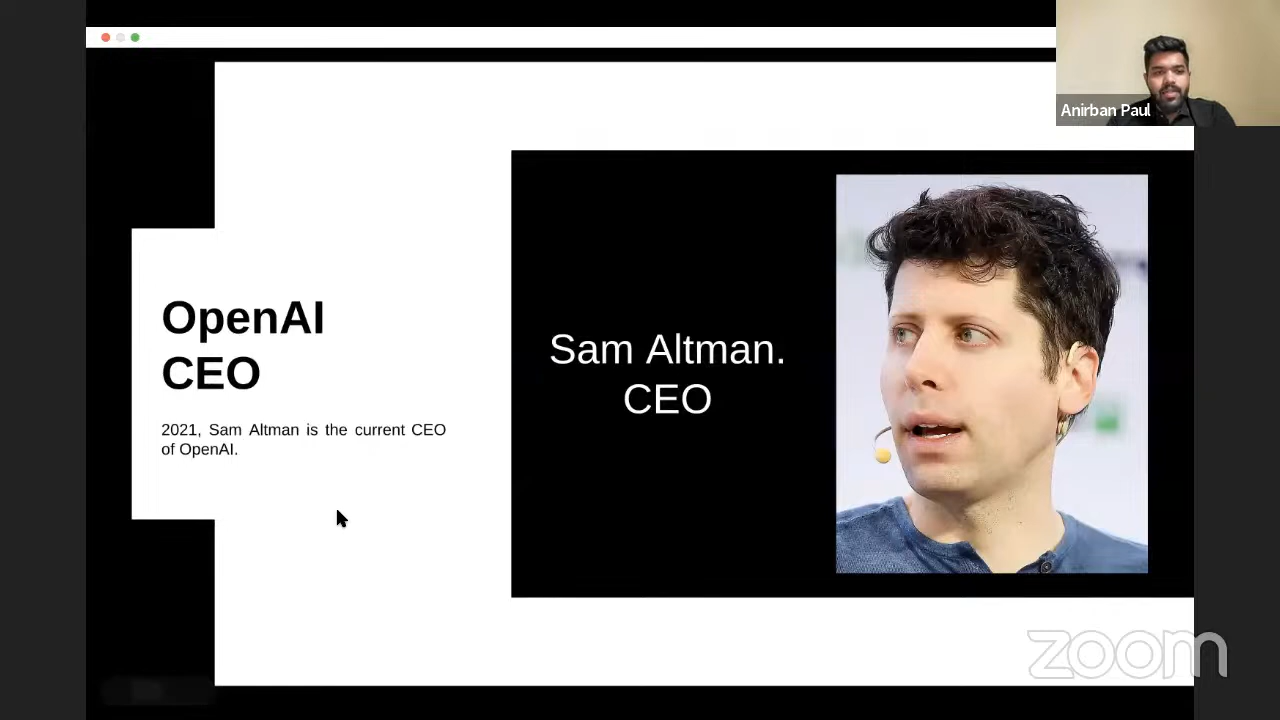 Anirban Paul
OpenAI
CEO
2021, Sam Altman is the current CEO
of OpenAI.
Sam Altman.
CEO
zoom